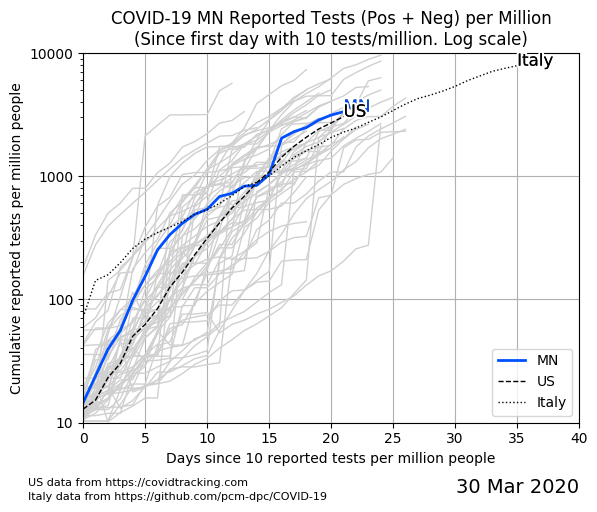 COVID-19 MN Reported Tests (Pos + Neg) per Million
(Since first day with 10 tests/million. Log scale)
Cumulative reported tests per million people
10000
1000
100
10
Italy
MN
US
MN
US
Italy
0 5 10 15 20 25 30 35 40
Days since 10 reported tests per million people
US data from https://covidtracking.com
Italy data from https://github.com/pcm-dpc/COVID-19
30 Mar 2020